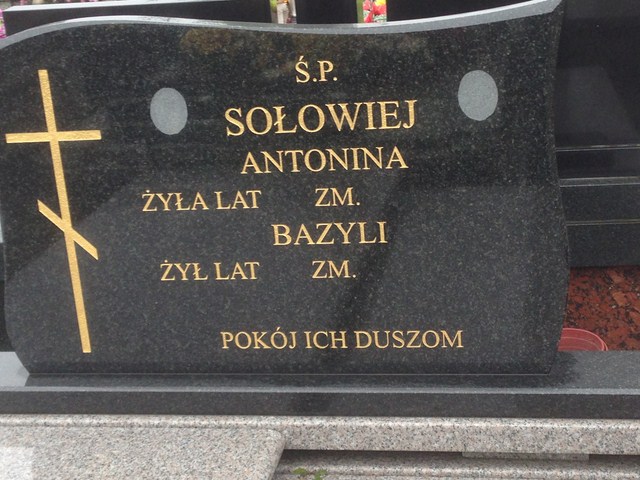 Ś.P.
SOŁOWIEJ
ANTONINA
ŻYŁA LAT ZM.
BAZYLI
ŻYŁ LAT ZM.
POKÓJ ICH DUSZOM